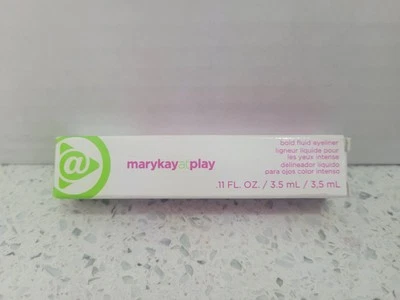 @
marykayatplay
bold fluid eyeliner
ligneur liquide pour
les yeux intense
delineador líquido
para ojos color intenso
.11 FL. OZ. / 3.5 mL / 3,5 mL